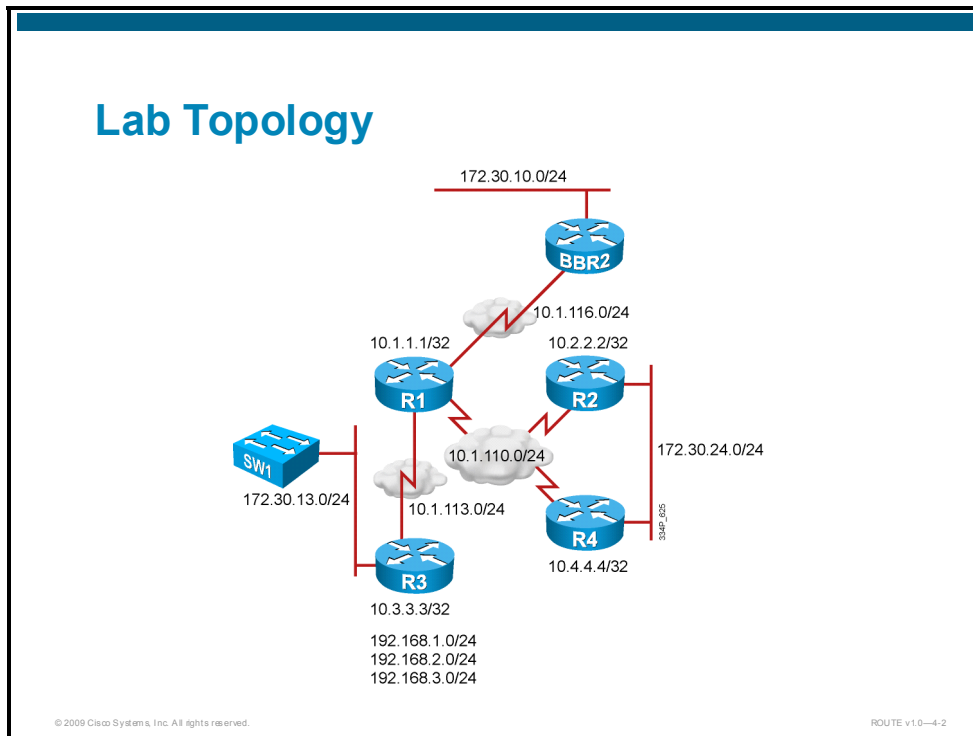 Lab Topology
172.30.10.0/24
BBR2
10.1.116.0/24
10.1.1.1/32
10.2.2.2/32
R1
R2
SW1
10.1.110.0/24
172.30.24.0/24
172.30.13.0/24
10.1.113.0/24
334P_625
R3
R4
10.3.3.3/32
10.4.4.4/32
192.168.1.0/24
192.168.2.0/24
192.168.3.0/24
© 2009 Cisco Systems, Inc. All rights reserved.
ROUTE v1.0—4-2